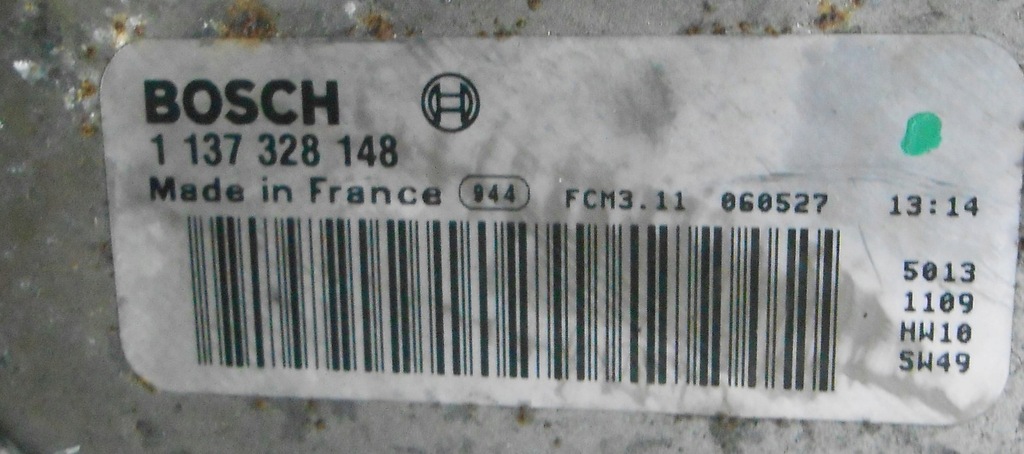 BOSCH
1 137 328 148
Made in France 944 FCM3.11 060527 13:14
5013
1109
HW10
SW49